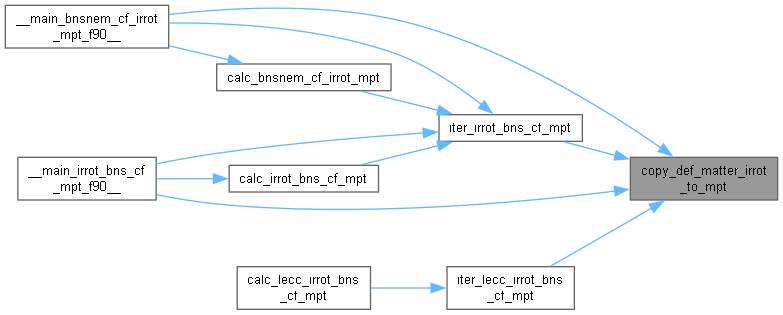 __main_bnsnem_cf_irrot
_mpt_f90__
calc_bnsnem_cf_irrot_mpt
iter_irrot_bns_cf_mpt
__main_irrot_bns_cf
_mpt_f90__
calc_irrot_bns_cf_mpt
copy_def_matter_irrot
_to_mpt
calc_lecc_irrot_bns
_cf_mpt
iter_lecc_irrot_bns
_cf_mpt